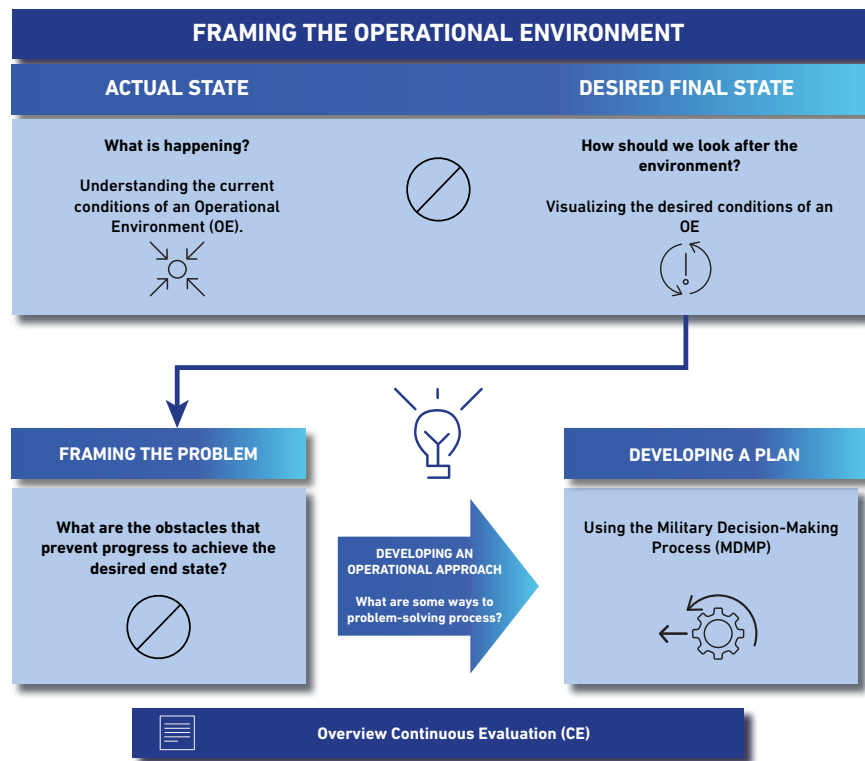 FRAMING THE OPERATIONAL ENVIRONMENT
ACTUAL STATE
DESIRED FINAL STATE
What is happening?
Understanding the current
conditions of an Operational
Environment (OE).
How should we look after the
environment?
Visualizing the desired conditions of an
OE
FRAMING THE PROBLEM
What are the obstacles that
prevent progress to achieve the
desired end state?
DEVELOPING AN
OPERATIONAL APPROACH
What are some ways to
problem-solving process?
DEVELOPING A PLAN
Using the Military Decision-Making
Process (MDMP)
Overview Continuous Evaluation (CE)